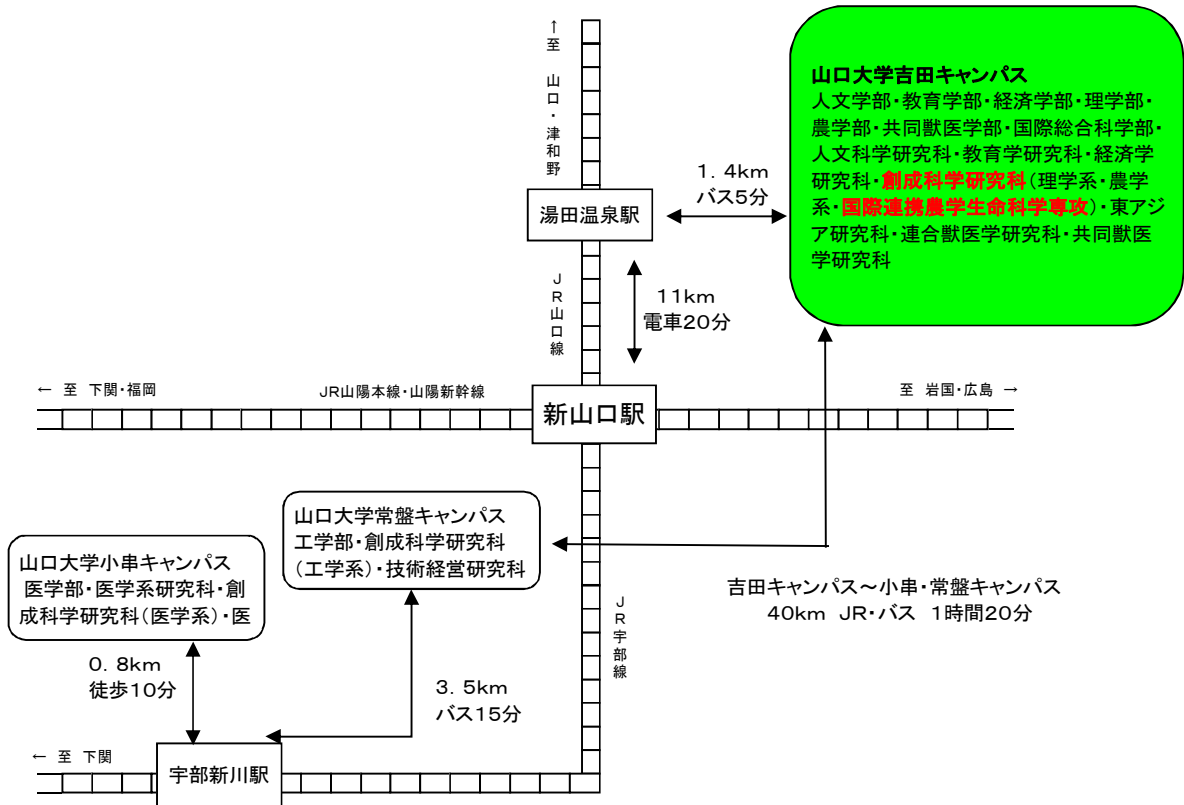 ←至 山口・津和野
山口大学吉田キャンパス
人文学部・教育学部・経済学部・理学部・
農学部・共同獣医学部・国際総合科学部・
人文科学研究科・教育学研究科・経済学
研究科・創成科学研究科(理学系・農学
系・国際連携農学生命科学専攻)・東アジ
ア研究科・連合獣医学研究科・共同獣医
学研究科
1.4km
バス5分
湯田温泉駅
JR山口線
11km
電車20分
← 至 下関・福岡
JR山陽本線・山陽新幹線
至 岩国・広島 →
新山口駅
山口大学常盤キャンパス
工学部・創成科学研究科
(工学系)・技術経営研究科
山口大学小串キャンパス
医学部・医学系研究科・創
成科学研究科(医学系)・医
吉田キャンパス～小串・常盤キャンパス
40km JR・バス 1時間20分
JR宇部線
0.8km
徒歩10分
3.5km
バス15分
← 至 下関
宇部新川駅